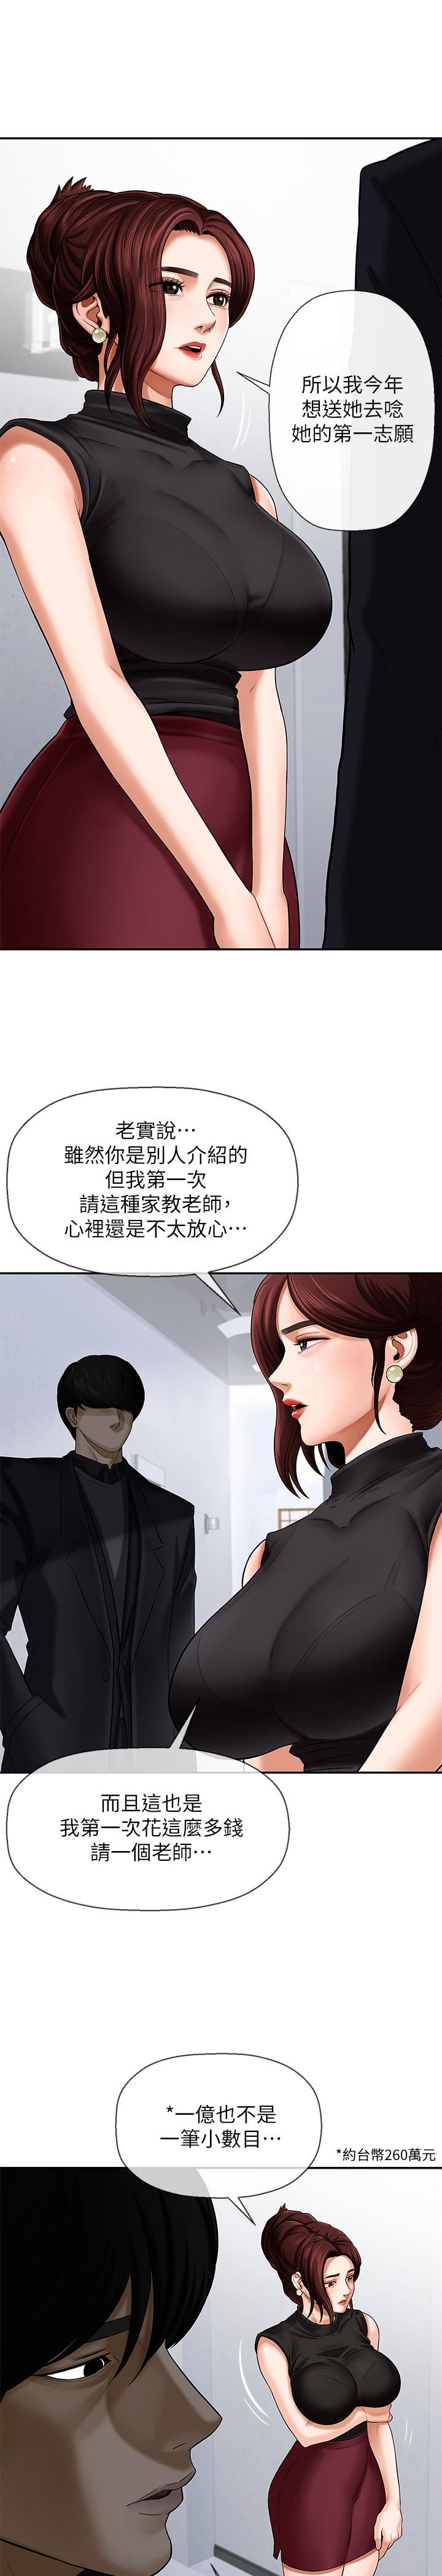 所以我今年
想送她去唸
她的第一志願
老實說…
雖然你是別人介紹的
但我第一次
請這種家教老師，
心裡還是不太放心…
而且這也是
我第一次花這麼多錢
請一個老師…
*一億也不是
一筆小數目…
*約台幣260萬元